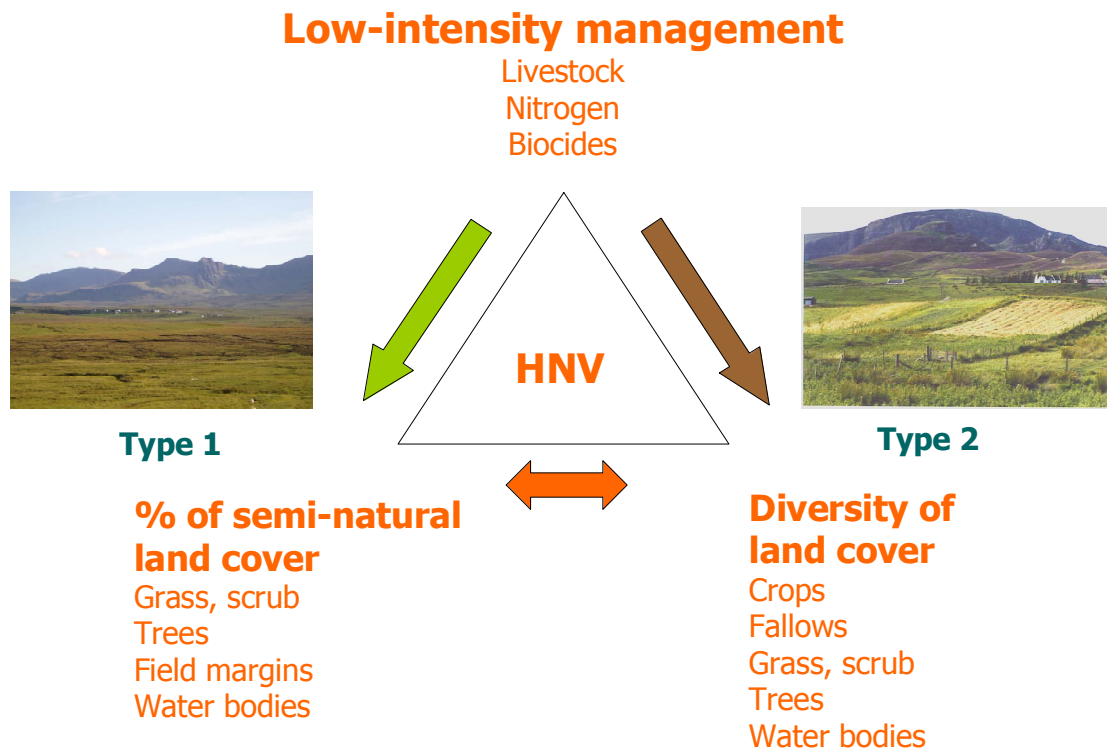 Low-intensity management
Livestock
Nitrogen
Biocides
HNV
Type 1
Type 2
% of semi-natural
land cover
Grass, scrub
Trees
Field margins
Water bodies
Diversity of
land cover
Crops
Fallows
Grass, scrub
Trees
Water bodies